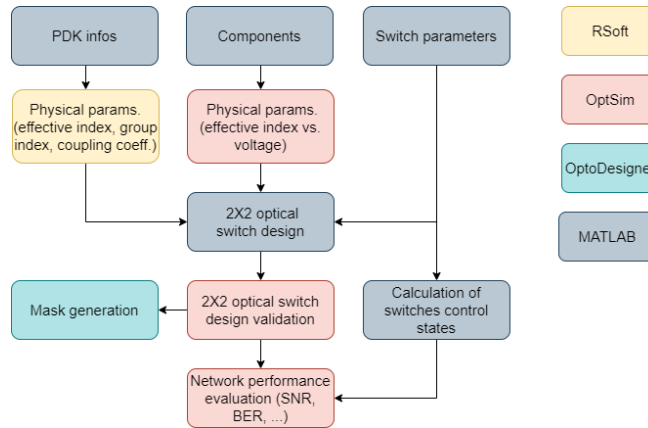 PDK infos
Components
Switch parameters
RSoft
Physical params.
(effective index, group
index, coupling coeff.)
Physical params.
(effective index vs.
voltage)
OptSim
OptoDesigne
2X2 optical
switch design
MATLAB
Mask generation
2X2 optical switch
design validation
Calculation of
switches control
states
Network performance
evaluation (SNR,
BER, ...)